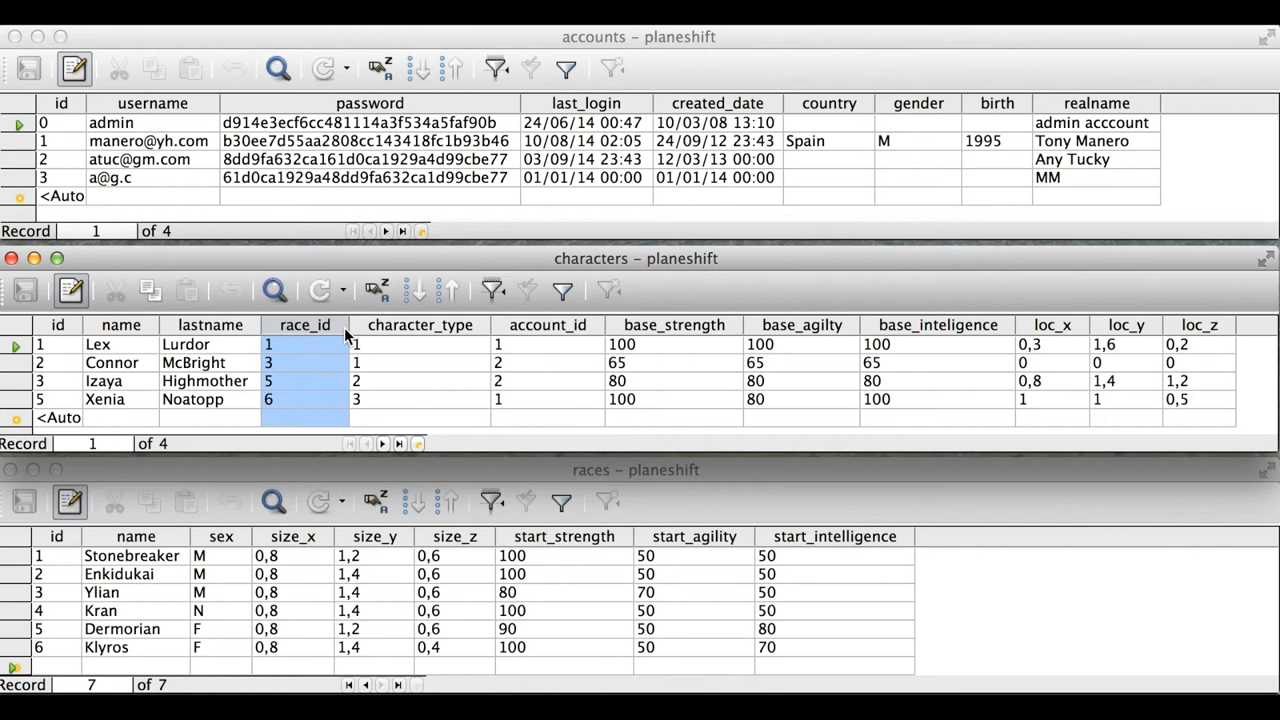 accounts – planeshift
id username password last_login created_date country gender birth realname
0 admin d914e3ecf6cc481114a3f534a5faf90b 24/06/14 00:47 10/03/08 13:10 admin acccount
1 manero@yh.com b30ee7d55aa2808cc143418fc1b93b46 10/08/14 02:05 24/09/12 23:43 Spain M 1995 Tony Manero
2 atuc@gm.com 8dd9fa632ca161d0ca1929a4d99cbe77 03/09/14 23:43 12/03/13 00:00 Any Tucky
3 a@g.c 61d0ca1929a48dd9fa632ca1d99cbe77 01/01/14 00:00 01/01/14 00:00 MM
<Auto
Record 1 of 4
characters – planeshift
id name lastname race_id character_type account_id base_strength base_agilty base_inteligence loc_x loc_y loc_z
1 Lex Lurdor 1 1 1 100 100 100 0,3 1,6 0,2
2 Connor McBright 3 1 2 65 65 65 0 0 0
3 Izaya Highmother 5 2 2 80 80 80 0,8 1,4 1,2
5 Xenia Noatopp 6 3 1 100 80 100 1 1 0,5
<Auto
Record 1 of 4
races – planeshift
id name sex size_x size_y size_z start_strength start_agility start_intelligence
1 Stonebreaker M 0,8 1,2 0,6 100 50 50
2 Enkidukai M 0,8 1,4 0,6 100 50 50
3 Ylian M 0,8 1,4 0,6 80 70 50
4 Kran N 0,8 1,4 0,6 100 50 50
5 Dermorian F 0,8 1,2 0,6 90 50 80
6 Klyros F 0,8 1,4 0,4 100 50 70
Record 7 of 7